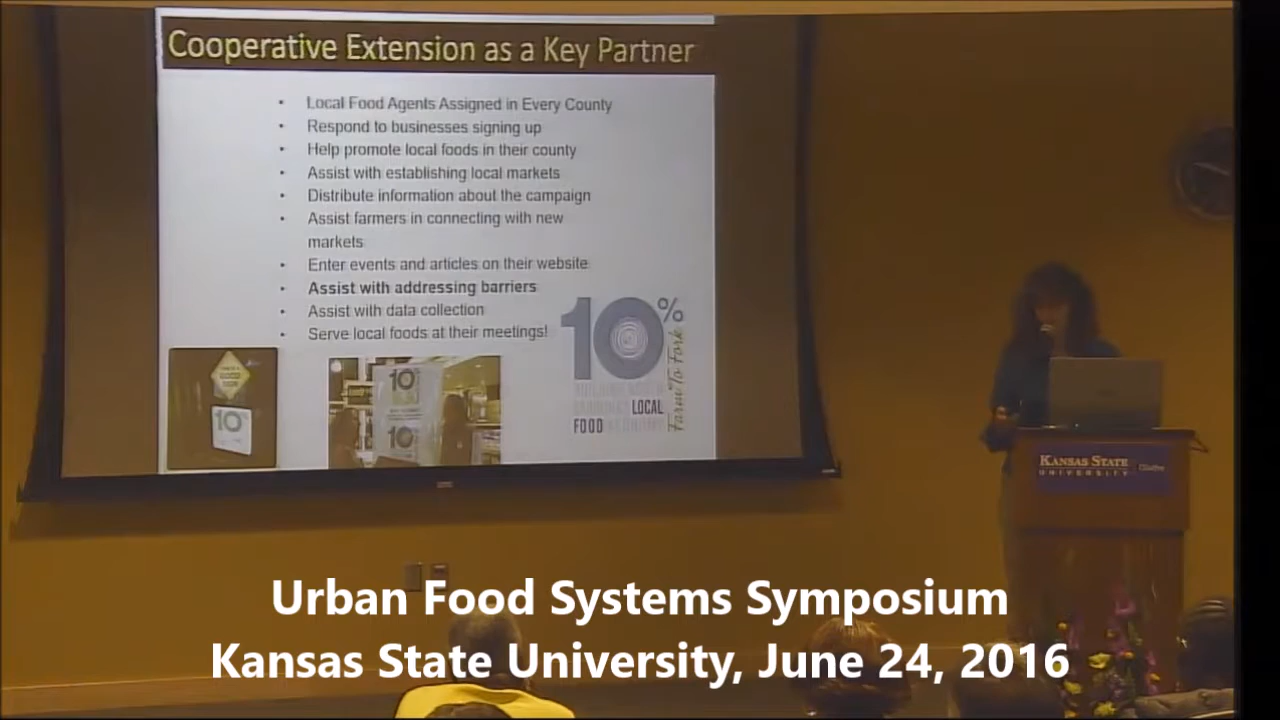 Cooperative Extension as a Key Partner
• Local Food Agents Assigned in Every County
• Respond to businesses signing up
• Help promote local foods in their county
• Assist with establishing local markets
• Distribute information about the campaign
• Assist farmers in connecting with new
markets
• Enter events and articles on their website
• Assist with addressing barriers
• Assist with data collection
• Serve local foods at their meetings!
10%
LOCAL
FOOD
Farm To Fork
10
10
10
KANSAS STATE
UNIVERSITY
Olathe
Urban Food Systems Symposium
Kansas State University, June 24, 2016